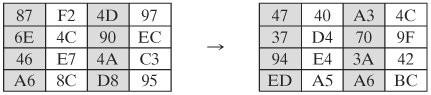 87 F2 4D 97 → 47 40 A3 4C
6E 4C 90 EC 37 D4 70 9F
46 E7 4A C3 94 E4 3A 42
A6 8C D8 95 ED A5 A6 BC